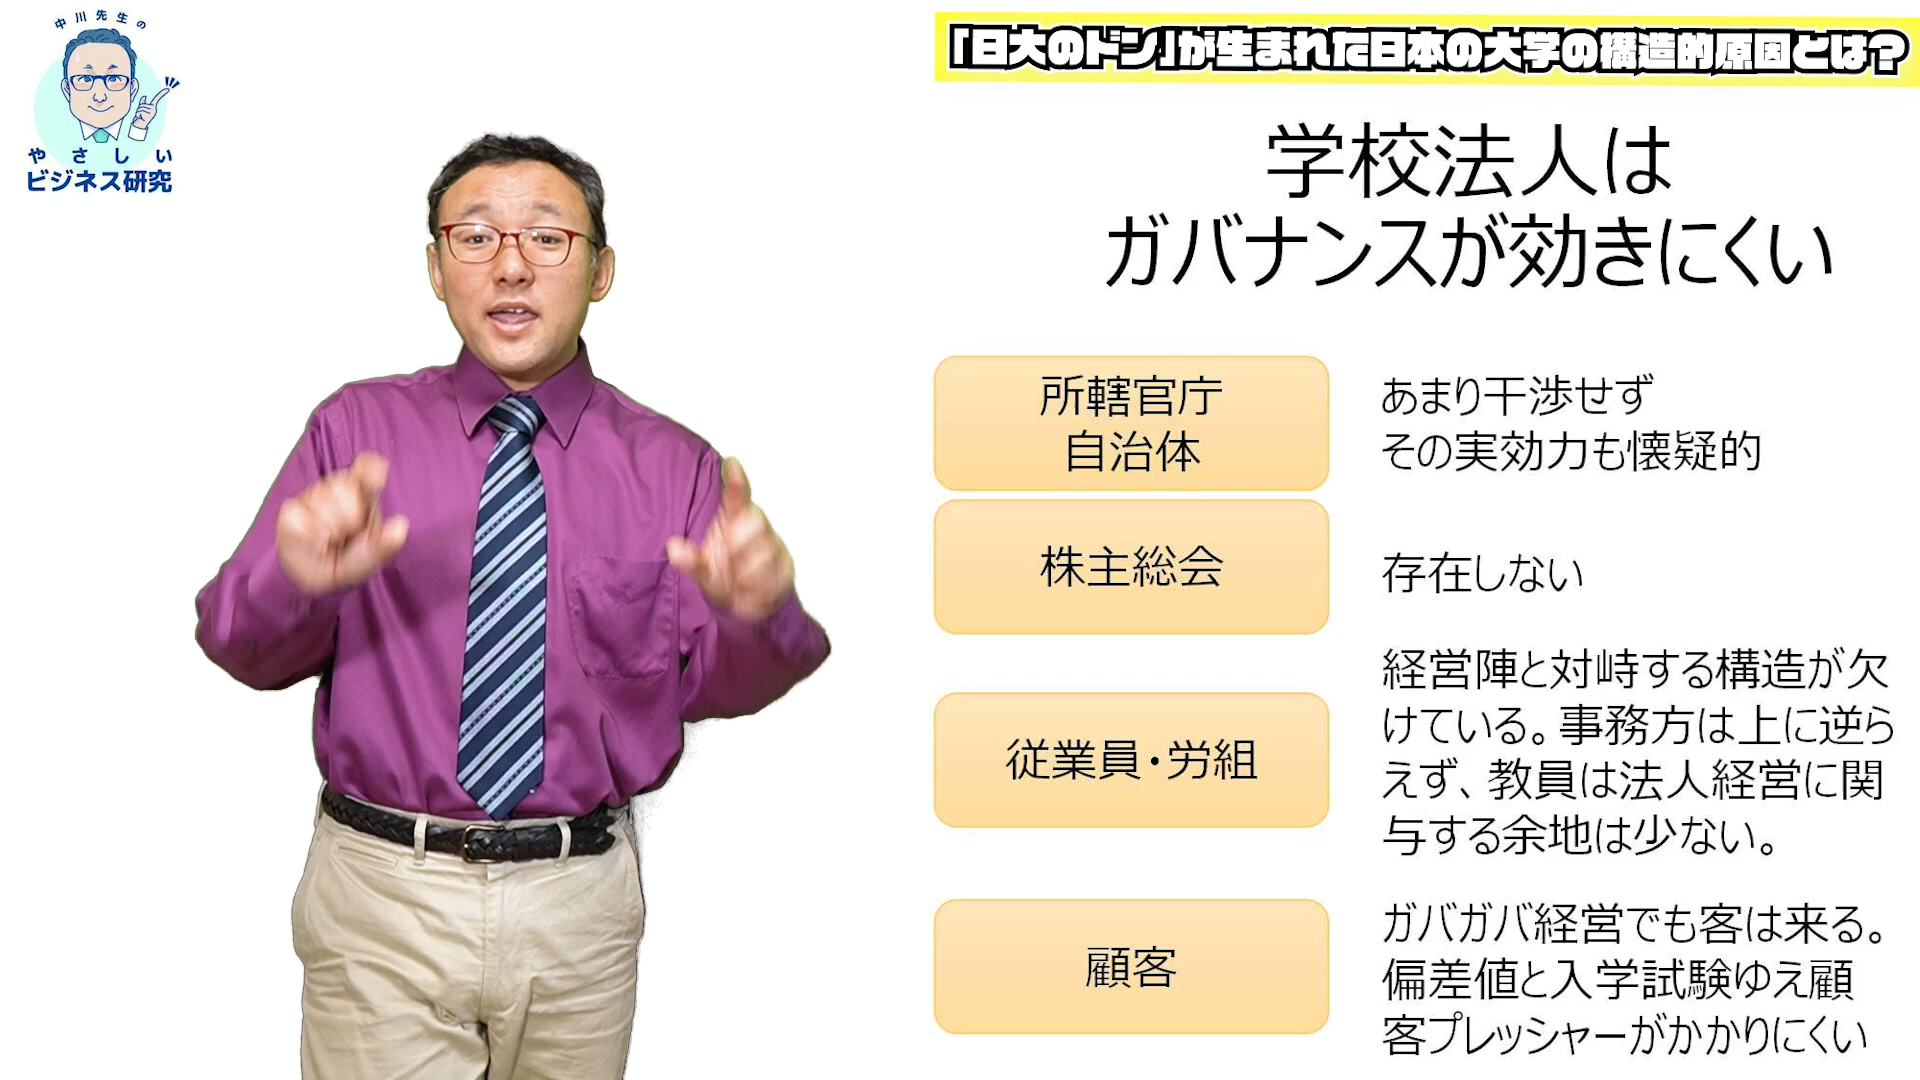 中川先生の
やさしい
ビジネス研究
「日大のドン」が生まれた日本の大学の構造的原因とは?
学校法人は
ガバナンスが効きにくい
所轄官庁
自治体
あまり干渉せず
その実効力も懐疑的
株主総会
存在しない
従業員・労組
経営陣と対峙する構造が欠
けている。事務方は上に逆ら
えず、教員は法人経営に関
与する余地は少ない。
顧客
ガバガバ経営でも客は来る。
偏差値と入学試験ゆえ顧
客プレッシャーがかかりにくい